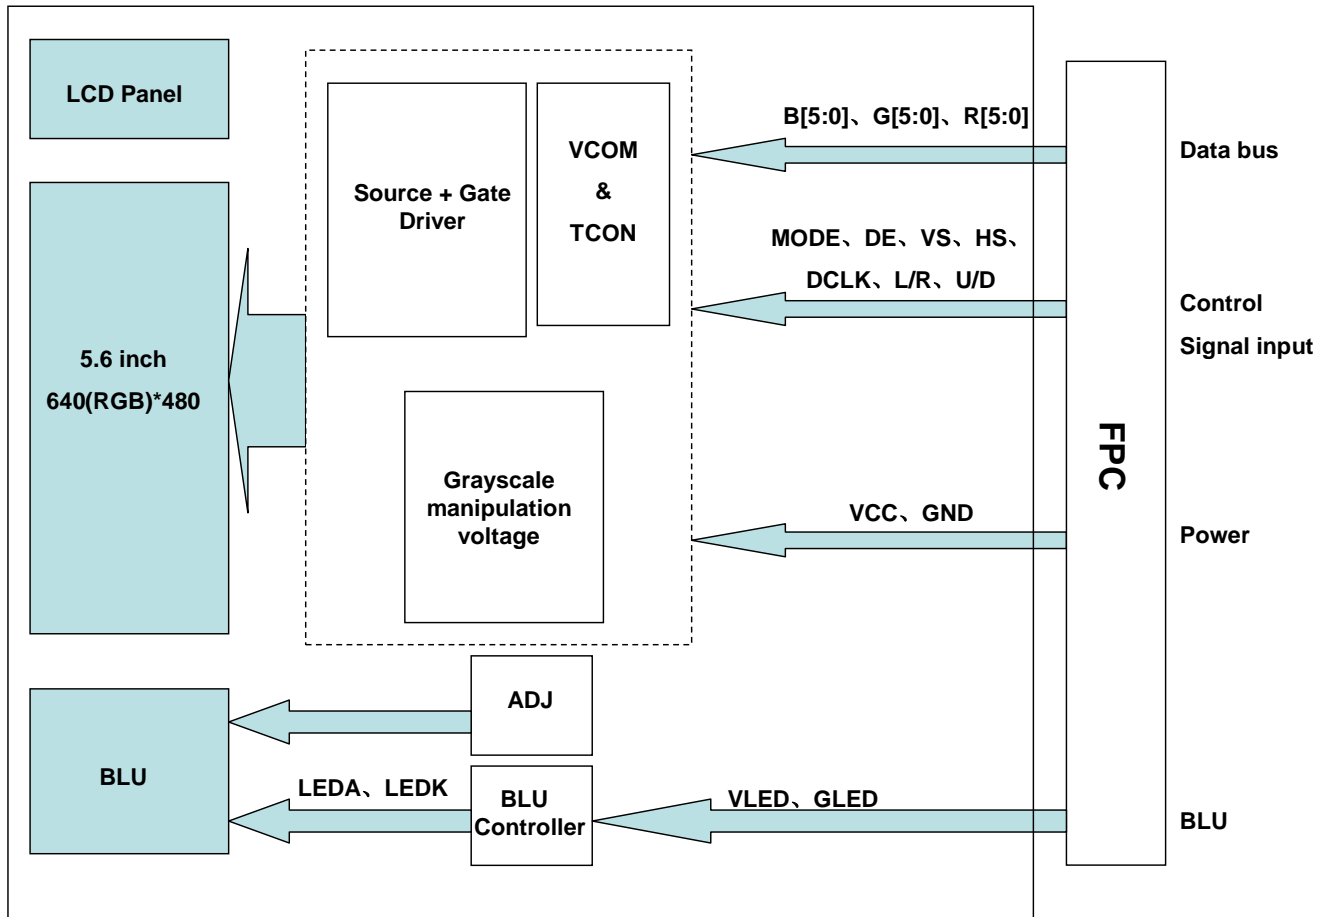 LCD Panel
5.6 inch
640(RGB)*480
BLU
Source + Gate
Driver
VCOM
&
TCON
Grayscale
manipulation
voltage
ADJ
BLU
Controller
LEDA、LEDK
B[5:0]、G[5:0]、R[5:0]
MODE、DE、VS、HS、
DCLK、L/R、U/D
VCC、GND
VLED、GLED
FPC
Data bus
Control
Signal input
Power
BLU